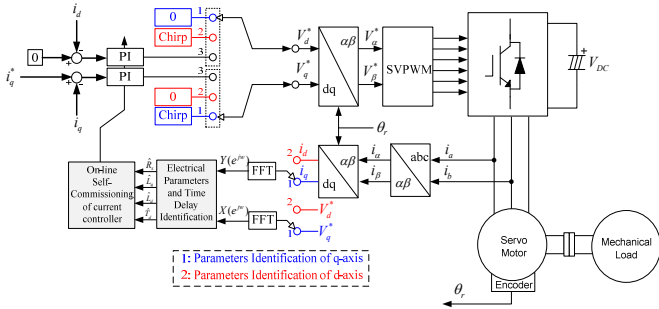 i_d
0
+
-
PI
i_q^*
+
-
PI
i_q
0
1
Chirp
2
3
3
0
2
Chirp
1
V_d^*
V_q^*
αβ
dq
V_α^*
V_β^*
SVPWM
+
V_DC
θ_r
On-line
Self-
Commissioning
of current
controller
R̂_s
L̂_q
L̂_d
T̂_d
Electrical
Parameters
and Time
Delay
Identification
Y(e^{jw})
FFT
X(e^{jw})
FFT
2
i_d
1
i_q
2
V_d^*
1
V_q^*
αβ
dq
i_α
i_β
abc
αβ
i_a
i_b
Servo
Motor
Encoder
Mechanical
Load
θ_r
1: Parameters Identification of q-axis
2: Parameters Identification of d-axis